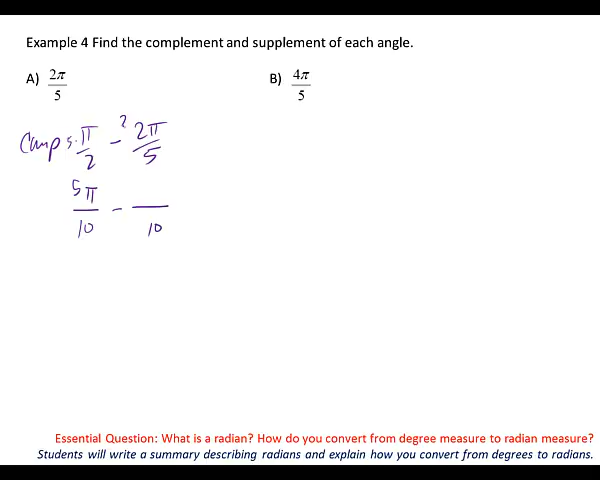 Example 4 Find the complement and supplement of each angle.
A) 2π/5 B) 4π/5
Comp 5·π/2 - 2 2π/5
5π/10 - /10
Essential Question: What is a radian? How do you convert from degree measure to radian measure?
Students will write a summary describing radians and explain how you convert from degrees to radians.